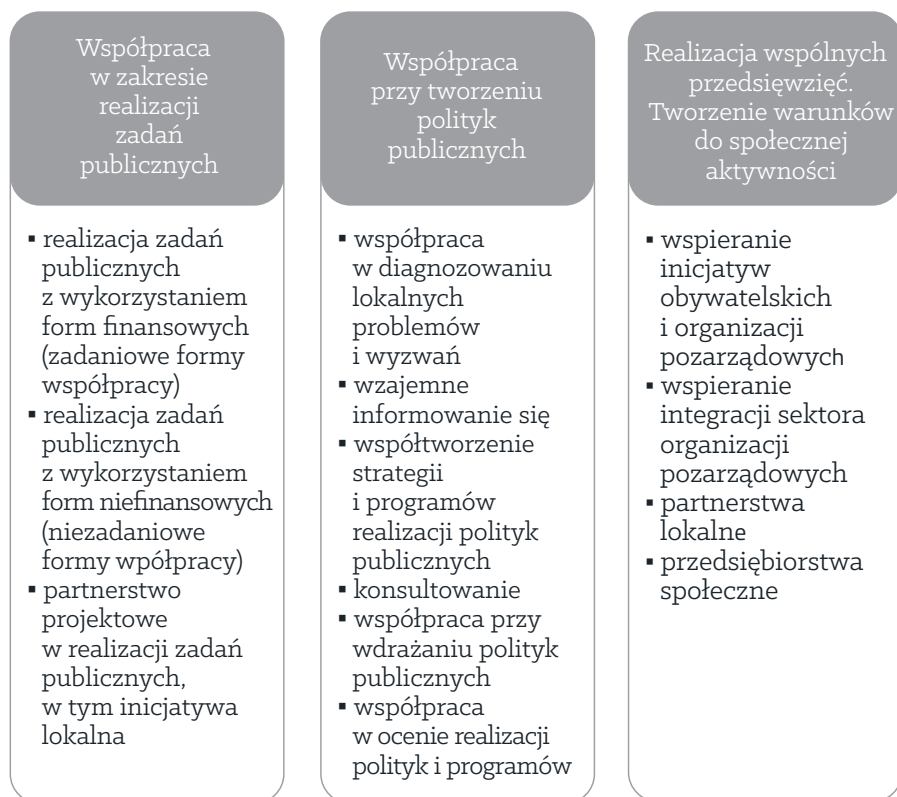 Współpraca
w zakresie
realizacji
zadań
publicznych
▪ realizacja zadań
publicznych
z wykorzystaniem
form finansowych
(zadaniowe formy
współpracy)
▪ realizacja zadań
publicznych
z wykorzystaniem
form niefinansowych
(niezadaniowe
formy wpółpracy)
▪ partnerstwo
projektowe
w realizacji zadań
publicznych,
w tym inicjatywa
lokalna
Współpraca
przy tworzeniu
polityk
publicznych
▪ współpraca
w diagnozowaniu
lokalnych
problemów
i wyzwań
▪ wzajemne
informowanie się
▪ współtworzenie
strategii
i programów
realizacji polityk
publicznych
▪ konsultowanie
▪ współpraca przy
wdrażaniu polityk
publicznych
▪ współpraca
w ocenie realizacji
polityk i programów
Realizacja wspólnych
przedsięwzięć.
Tworzenie warunków
do społecznej
aktywności
▪ wspieranie
inicjatyw
obywatelskich
i organizacji
pozarządowych
▪ wspieranie
integracji sektora
organizacji
pozarządowych
▪ partnerstwa
lokalne
▪ przedsiębiorstwa
społeczne